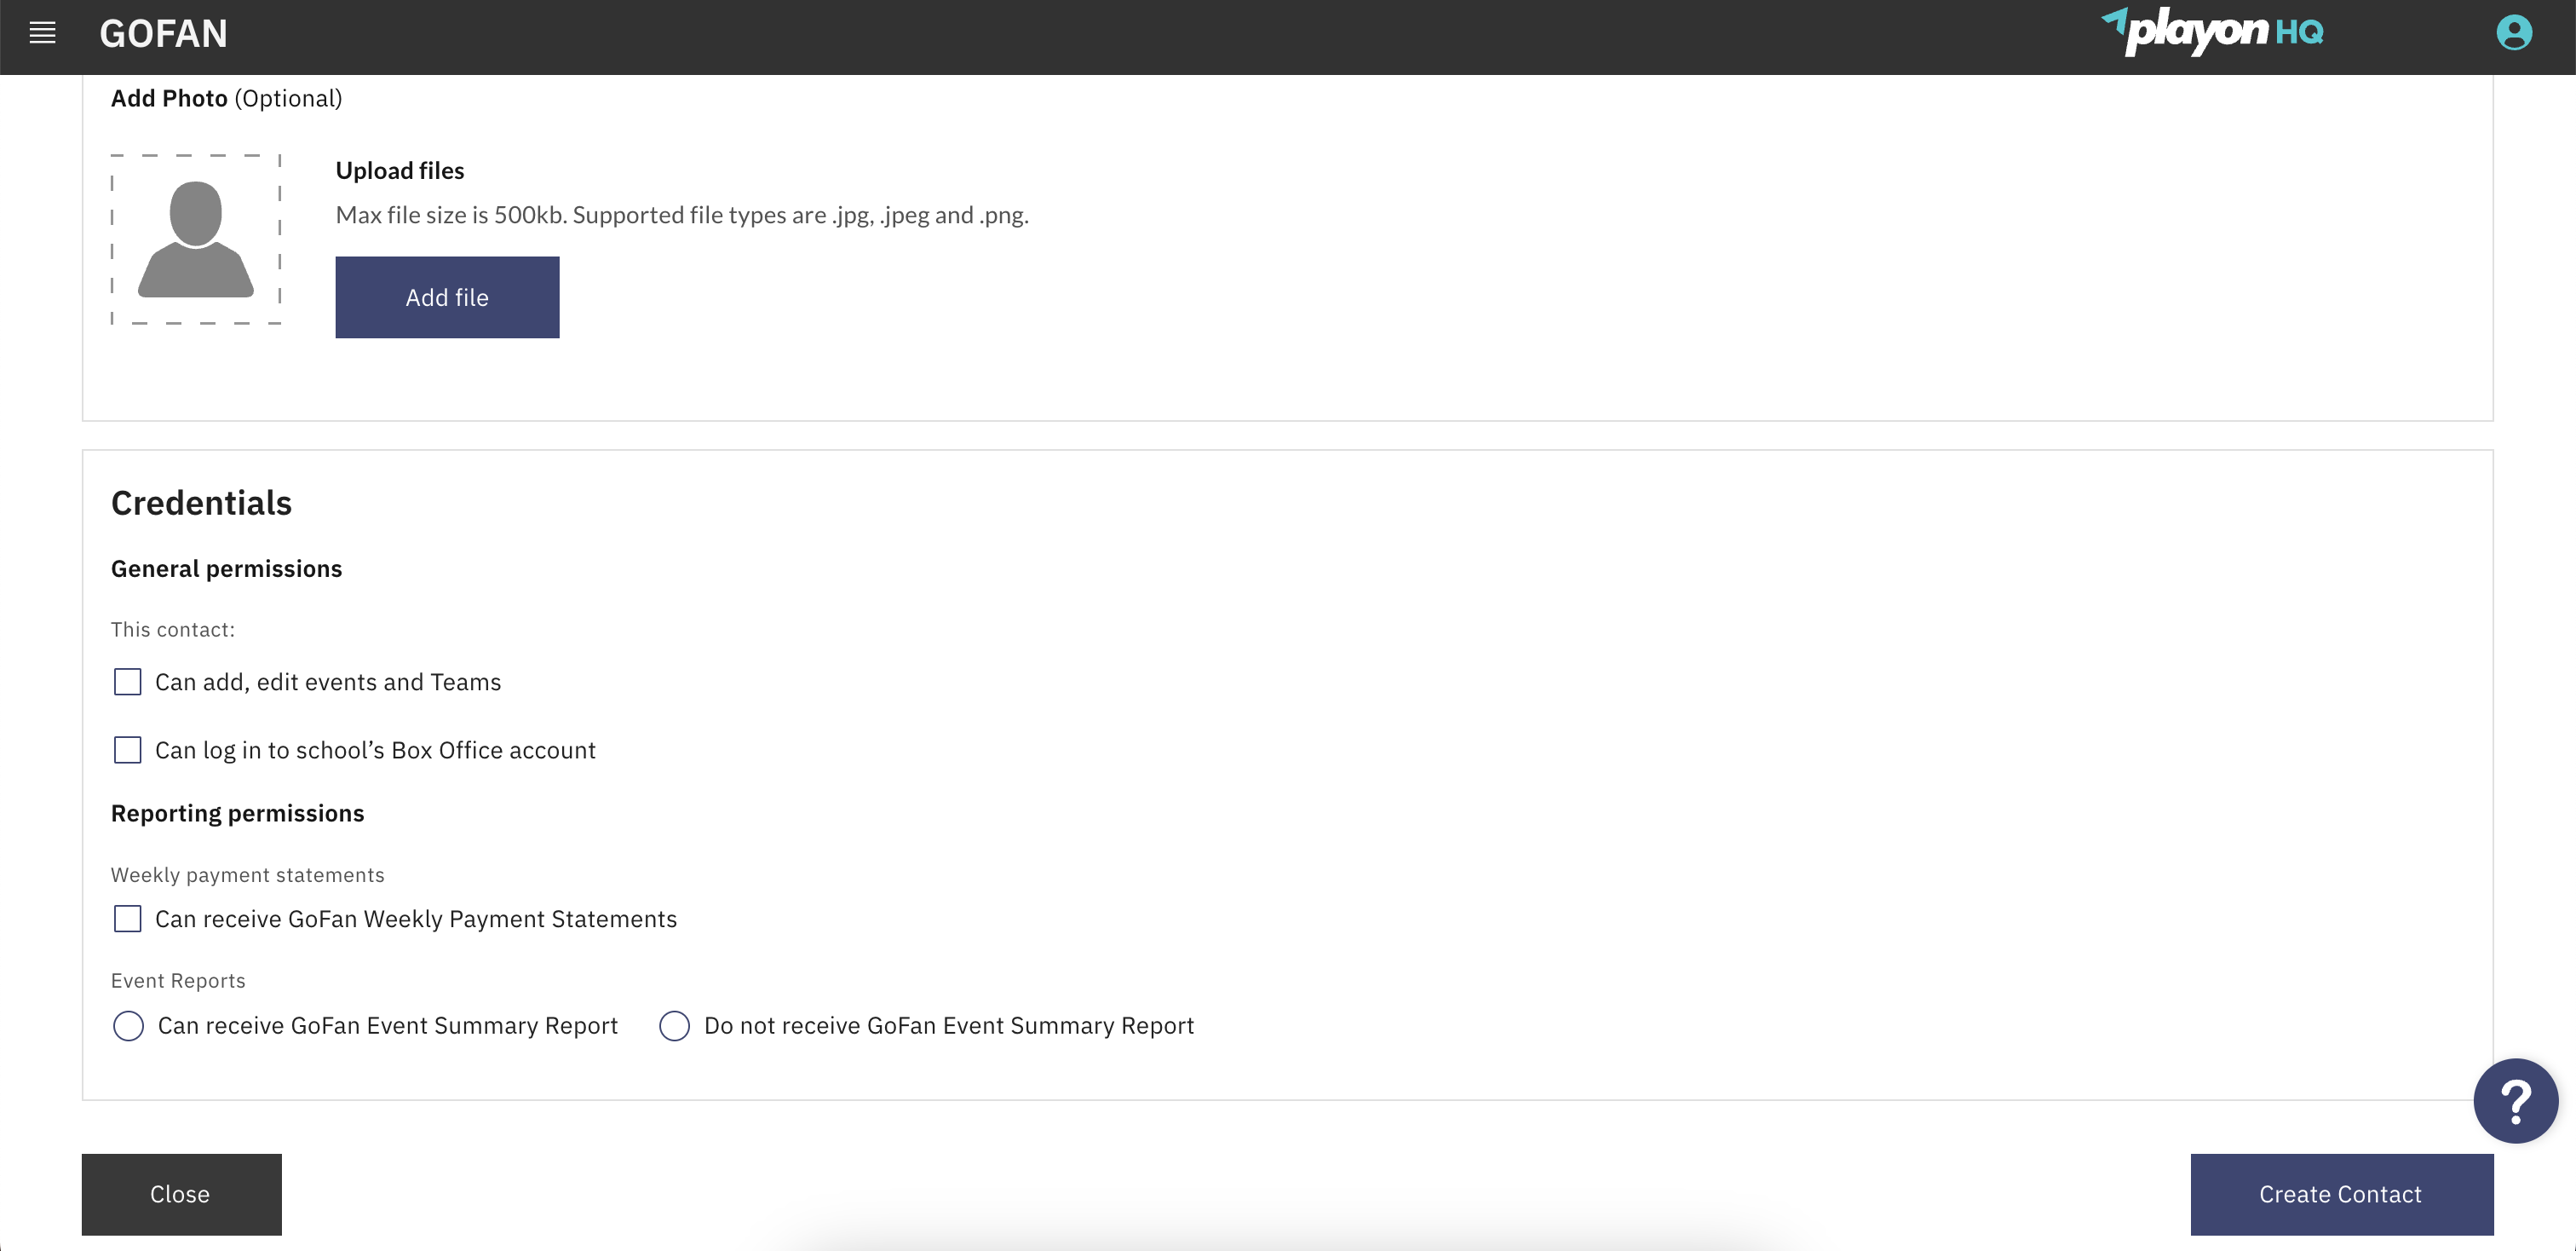 GOFAN
playon HQ
Add Photo (Optional)
Upload files
Max file size is 500kb. Supported file types are .jpg, .jpeg and .png.
Add file
Credentials
General permissions
This contact:
Can add, edit events and Teams
Can log in to school’s Box Office account
Reporting permissions
Weekly payment statements
Can receive GoFan Weekly Payment Statements
Event Reports
Can receive GoFan Event Summary Report
Do not receive GoFan Event Summary Report
?
Close
Create Contact